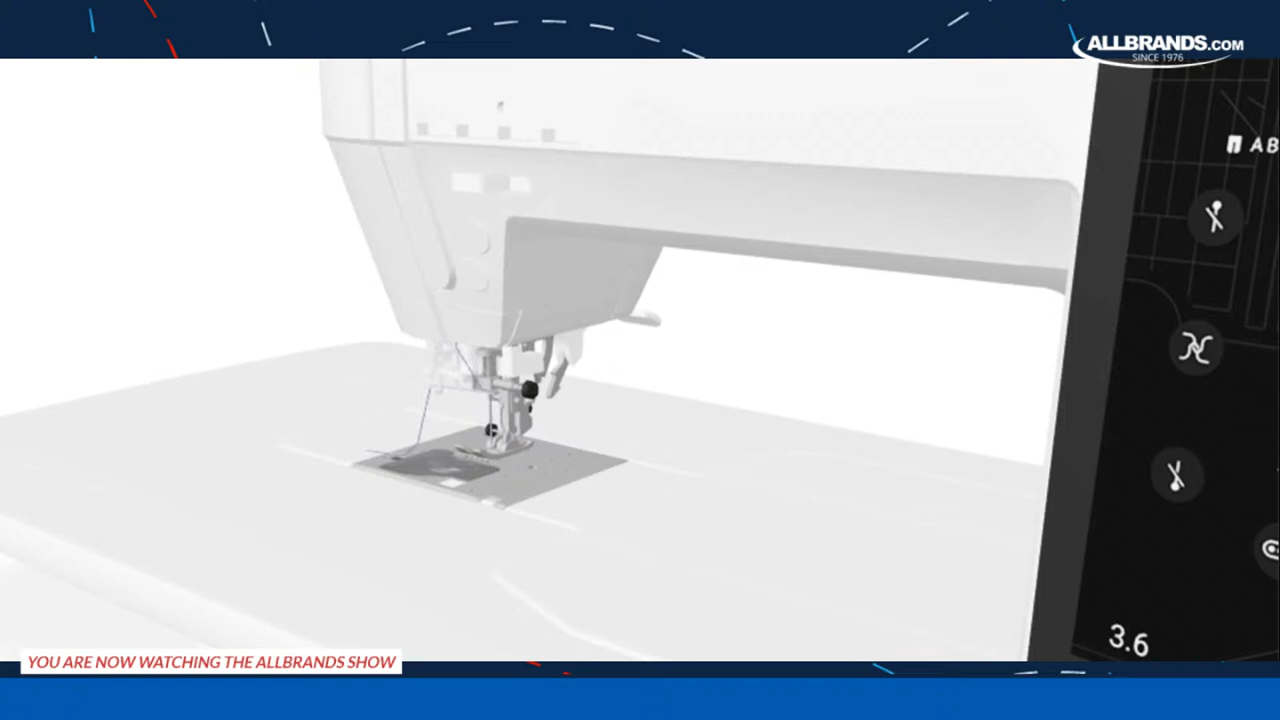 ALLBRANDS.COM
SINCE 1976
AB
3.6
YOU ARE NOW WATCHING THE ALLBRANDS SHOW